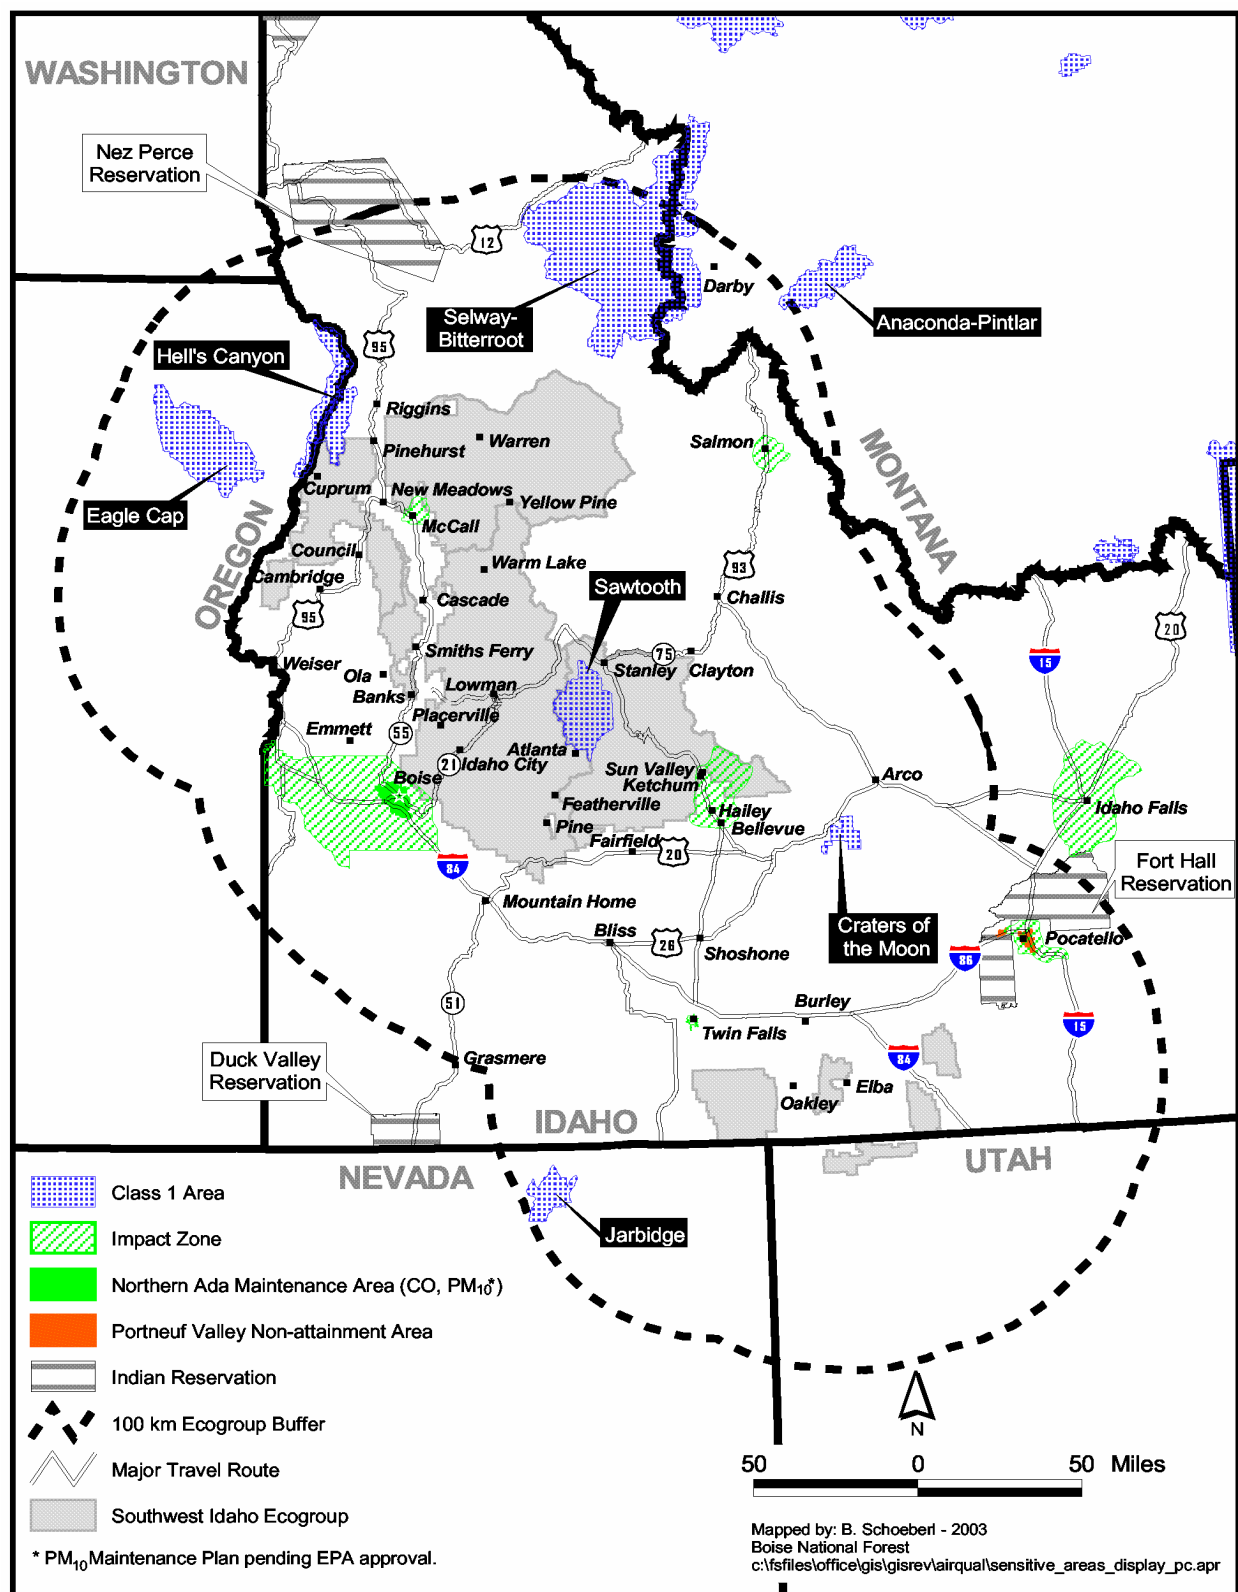 WASHINGTON
Nez Perce
Reservation
12
Darby
Selway-
Bitterroot
Anaconda-Pintlar
95
Hell's Canyon
Riggins
Warren
Salmon
MONTANA
Pinehurst
Cuprum
New Meadows
Yellow Pine
Eagle Cap
McCall
OREGON
Council
Warm Lake
93
Cambridge
Sawtooth
Cascade
Challis
95
20
Smiths Ferry
75
15
Weiser
Stanley
Clayton
Ola
Banks
Lowman
Placerville
Emmett
55
Atlanta
21
Idaho City
Boise
Sun Valley
Ketchum
Arco
Featherville
Hailey
Idaho Falls
Pine
Bellevue
Fairfield
20
84
Fort Hall
Reservation
Mountain Home
Bliss
26
Shoshone
Craters of
the Moon
Pocatello
86
51
Burley
15
Twin Falls
Grasmere
84
Duck Valley
Reservation
Elba
Oakley
IDAHO
NEVADA
UTAH
Jarbidge
Class 1 Area
Impact Zone
Northern Ada Maintenance Area (CO, PM10*)
Portneuf Valley Non-attainment Area
Indian Reservation
100 km Ecogroup Buffer
Major Travel Route
Southwest Idaho Ecogroup
* PM10 Maintenance Plan pending EPA approval.
N
50 0 50 Miles
Mapped by: B. Schoeberl - 2003
Boise National Forest
c:\fsfiles\office\gis\gisrev\airqual\sensitive_areas_display_pc.apr